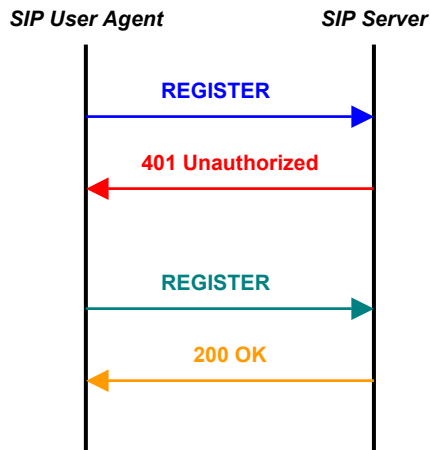 SIP User Agent
SIP Server
REGISTER
401 Unauthorized
REGISTER
200 OK